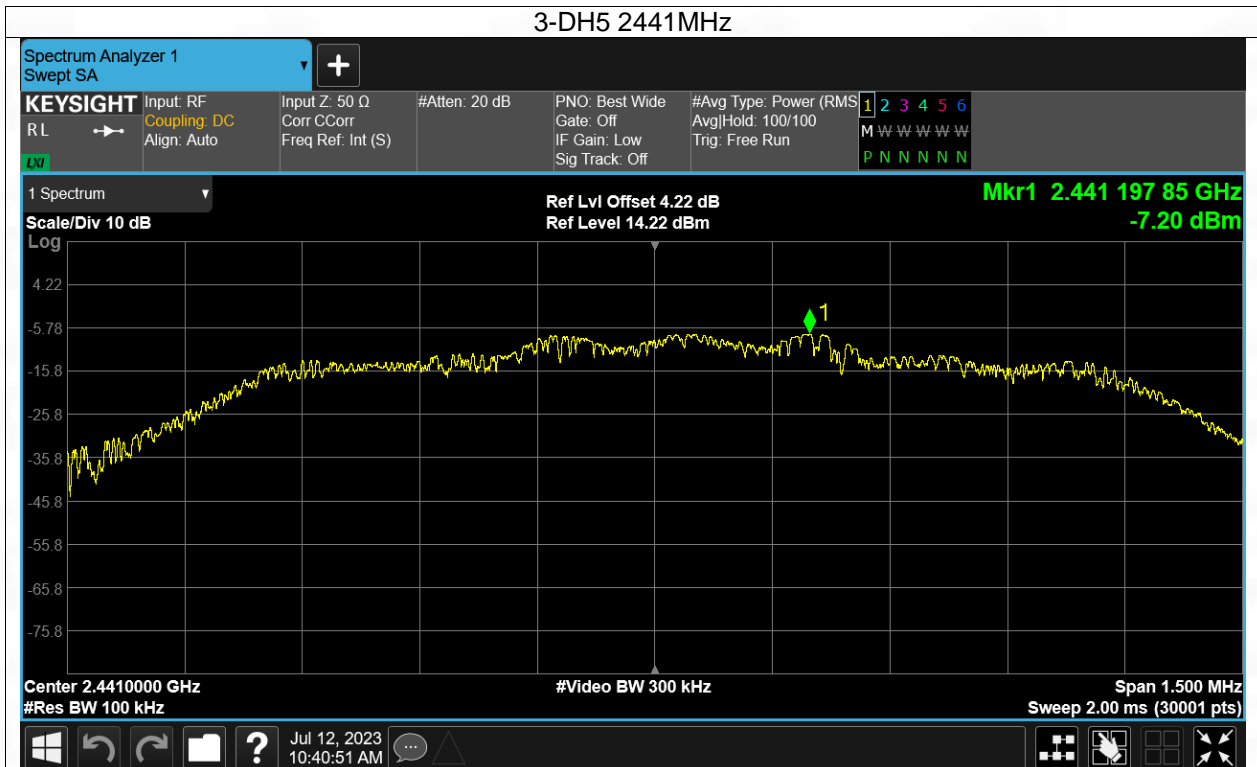 3-DH5 2441MHz
Spectrum Analyzer 1
Swept SA
+
KEYSIGHT
R L
LXI
Input: RF
Coupling: DC
Align: Auto
Input Z: 50 Ω
Corr CCorr
Freq Ref: Int (S)
#Atten: 20 dB
PNO: Best Wide
Gate: Off
IF Gain: Low
Sig Track: Off
#Avg Type: Power (RMS
Avg|Hold: 100/100
Trig: Free Run
1 2 3 4 5 6
M W W W W W
P N N N N N
1 Spectrum
Scale/Div 10 dB
Log
Ref Lvl Offset 4.22 dB
Ref Level 14.22 dBm
Mkr1 2.441 197 85 GHz
-7.20 dBm
4.22
-5.78
-15.8
-25.8
-35.8
-45.8
-55.8
-65.8
-75.8
1
Center 2.4410000 GHz
#Res BW 100 kHz
#Video BW 300 kHz
Span 1.500 MHz
Sweep 2.00 ms (30001 pts)
?
Jul 12, 2023
10:40:51 AM